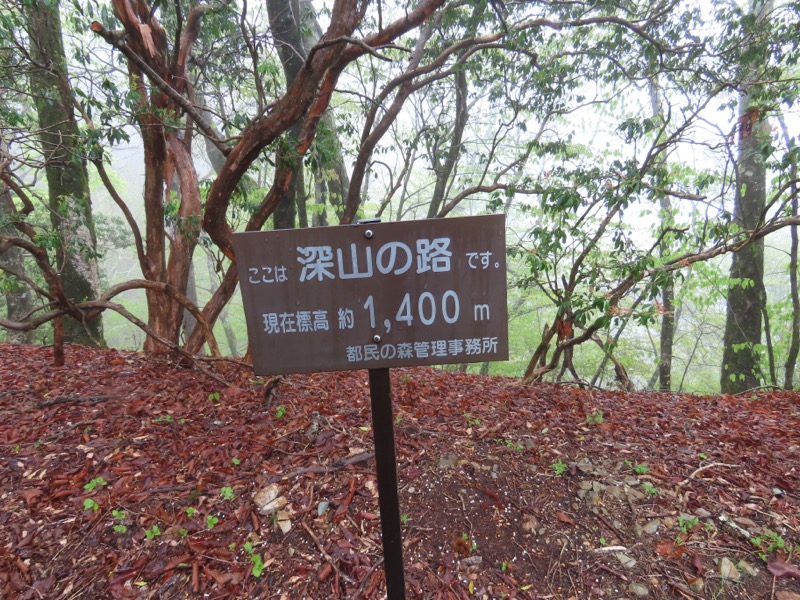 ここは 深山の路 です。
現在標高 約 1,400 m
都民の森管理事務所